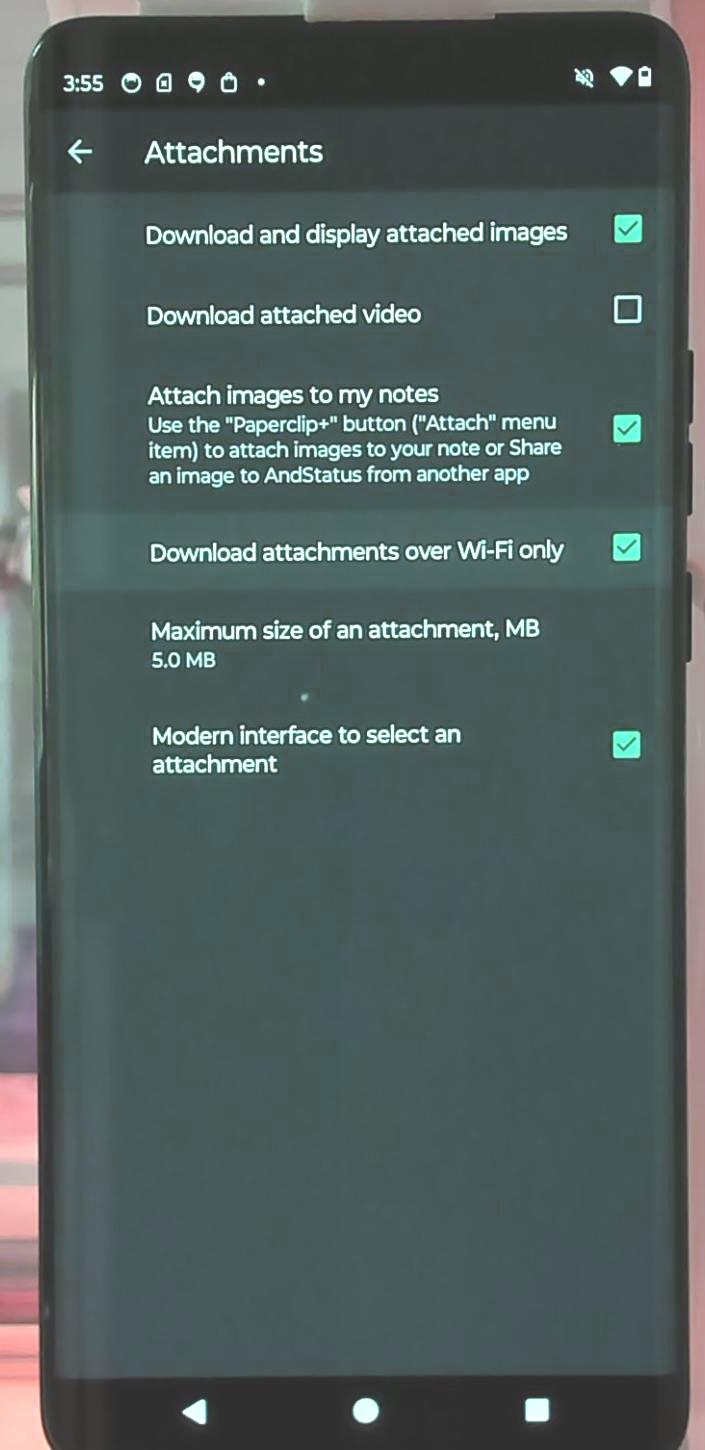 3:55
Attachments
Download and display attached images
Download attached video
Attach images to my notes
Use the "Paperclip+" button ("Attach" menu
item) to attach images to your note or Share
an image to AndStatus from another app
Download attachments over Wi-Fi only
Maximum size of an attachment, MB
5.0 MB
Modern interface to select an
attachment